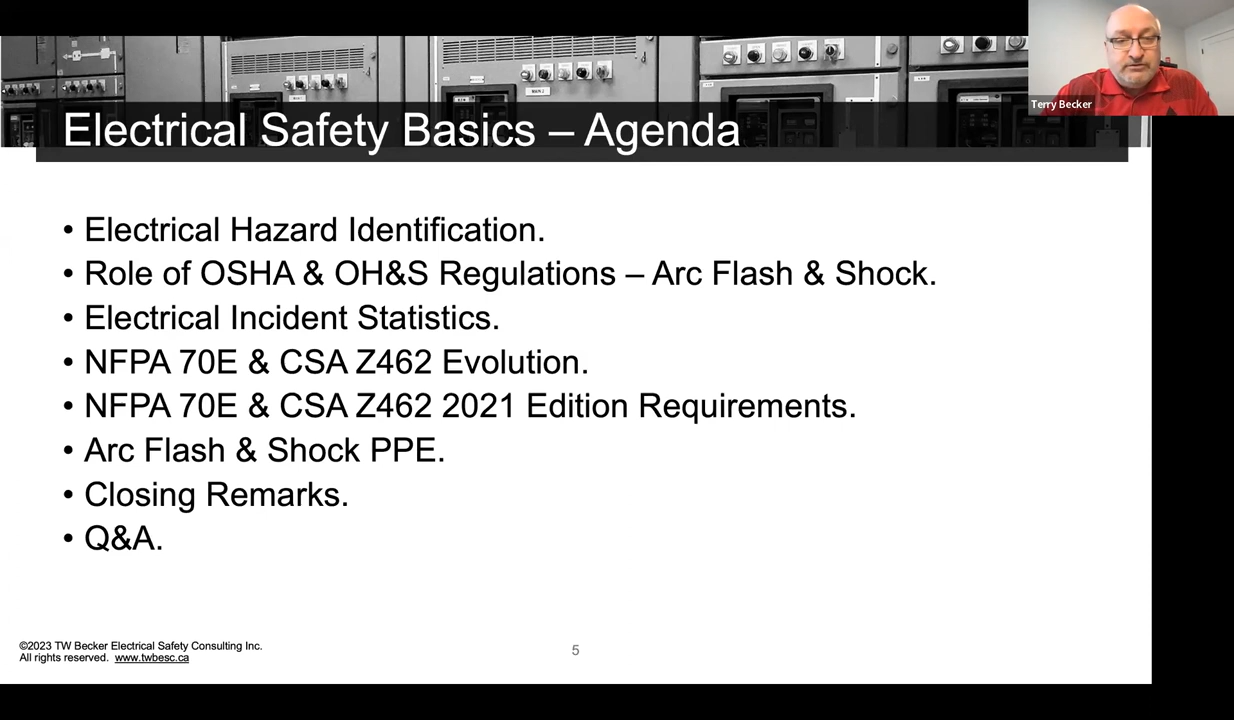 Terry Becker
Electrical Safety Basics – Agenda
• Electrical Hazard Identification.
• Role of OSHA & OH&S Regulations – Arc Flash & Shock.
• Electrical Incident Statistics.
• NFPA 70E & CSA Z462 Evolution.
• NFPA 70E & CSA Z462 2021 Edition Requirements.
• Arc Flash & Shock PPE.
• Closing Remarks.
• Q&A.
©2023 TW Becker Electrical Safety Consulting Inc.
All rights reserved. www.twbesc.ca
5